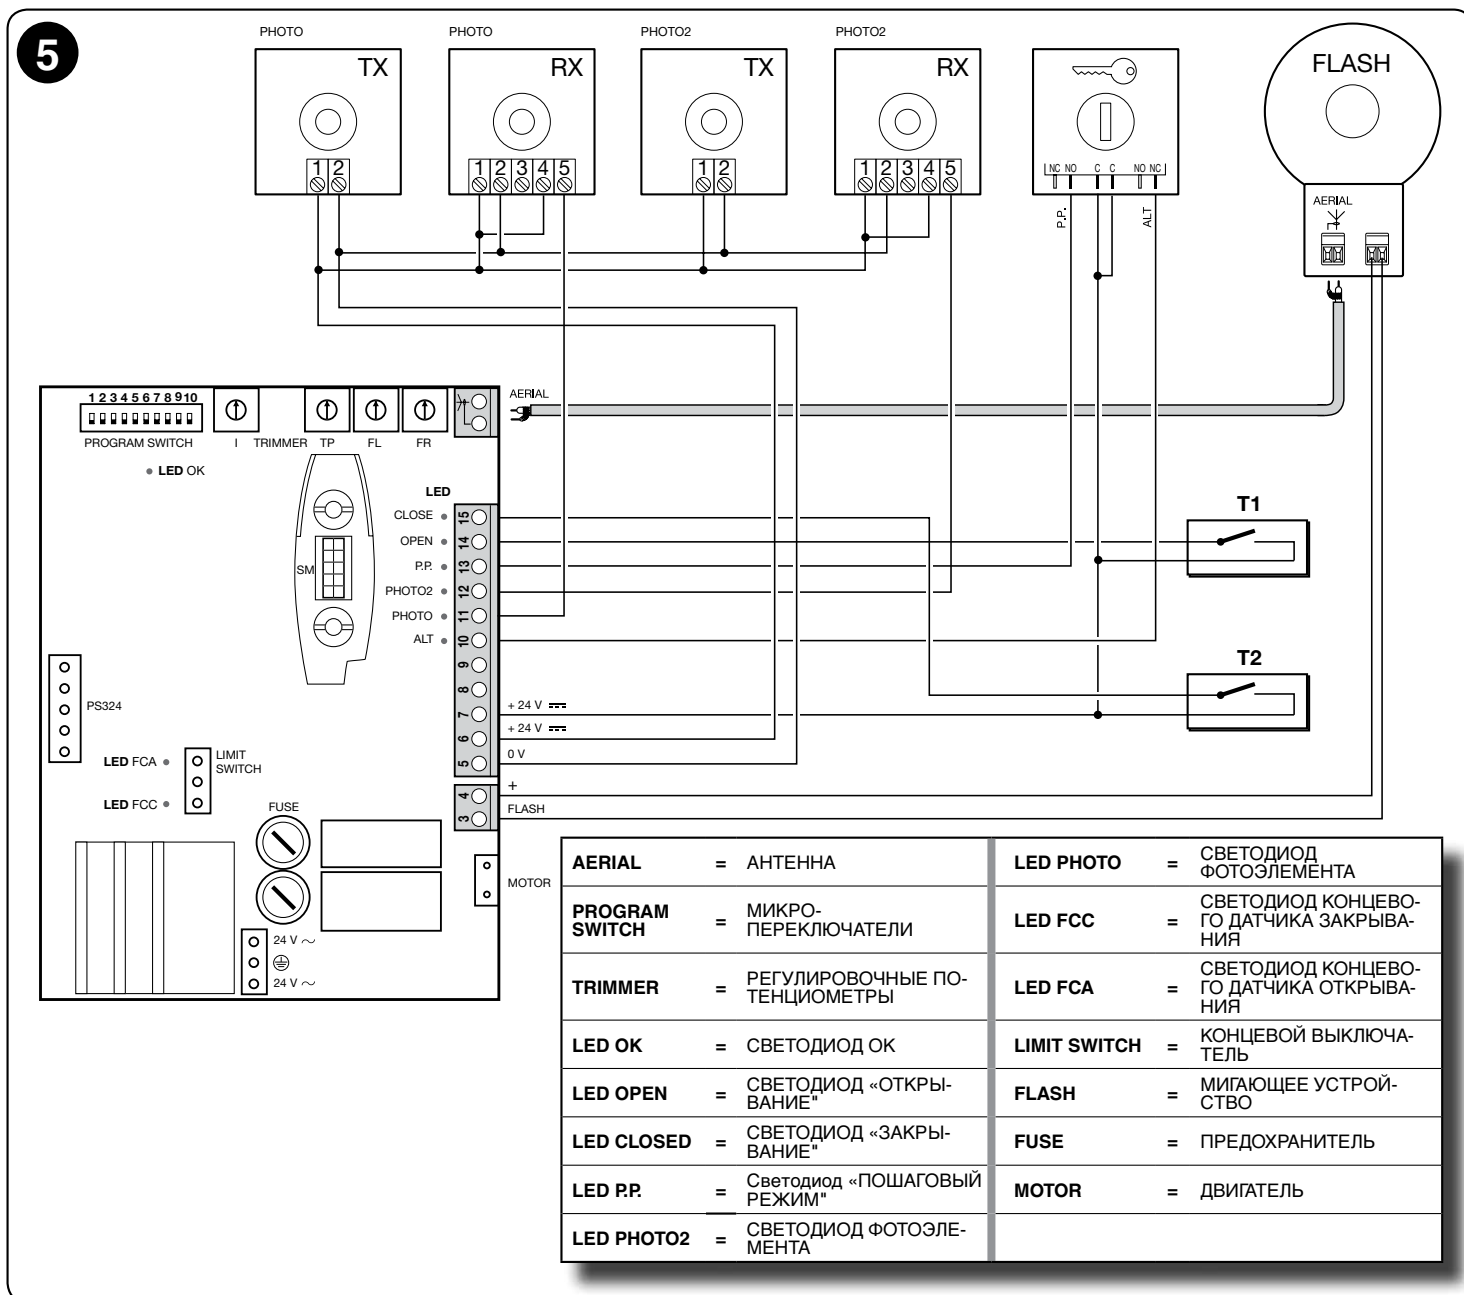 5
PHOTO
PHOTO
PHOTO2
PHOTO2
TX
RX
TX
RX
FLASH
1 2
1 2 3 4 5
1 2
1 2 3 4 5
NC NO C C NO NC
P.P.
ALT
AERIAL
1 2 3 4 5 6 7 8 9 10
PROGRAM SWITCH
I TRIMMER TP FL FR
AERIAL
LED OK
LED
CLOSE 15
OPEN 14
P.P. 13
PHOTO2 12
PHOTO 11
ALT 10
9
8
7 + 24 V
6 + 24 V
5 0 V
4 +
3 FLASH
SM
T1
T2
PS324
LED FCA
LED FCC
LIMIT
SWITCH
FUSE
MOTOR
24 V ~
24 V ~
AERIAL = АНТЕННА
PROGRAM
SWITCH = МИКРО-
ПЕРЕКЛЮЧАТЕЛИ
TRIMMER = РЕГУЛИРОВОЧНЫЕ ПО-
ТЕНЦИОМЕТРЫ
LED OK = СВЕТОДИОД ОК
LED OPEN = СВЕТОДИОД «ОТКРЫ-
ВАНИЕ"
LED CLOSED = СВЕТОДИОД «ЗАКРЫ-
ВАНИЕ"
LED P.P. = Светодиод «ПОШАГОВЫЙ
РЕЖИМ"
LED PHOTO2 = СВЕТОДИОД ФОТОЭЛЕ-
МЕНТА
LED PHOTO = СВЕТОДИОД
ФОТОЭЛЕМЕНТА
LED FCC = СВЕТОДИОД КОНЦЕВО-
ГО ДАТЧИКА ЗАКРЫВА-
НИЯ
LED FCA = СВЕТОДИОД КОНЦЕВО-
ГО ДАТЧИКА ОТКРЫВА-
НИЯ
LIMIT SWITCH = КОНЦЕВОЙ ВЫКЛЮЧА-
ТЕЛЬ
FLASH = МИГАЮЩЕЕ УСТРОЙ-
СТВО
FUSE = ПРЕДОХРАНИТЕЛЬ
MOTOR = ДВИГАТЕЛЬ